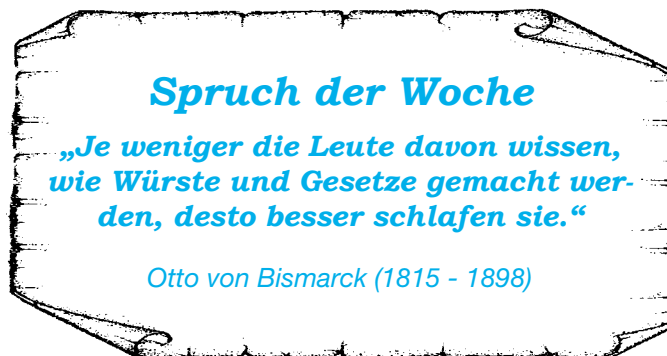 Spruch der Woche
„Je weniger die Leute davon wissen,
wie Würste und Gesetze gemacht wer-
den, desto besser schlafen sie.“
Otto von Bismarck (1815 - 1898)